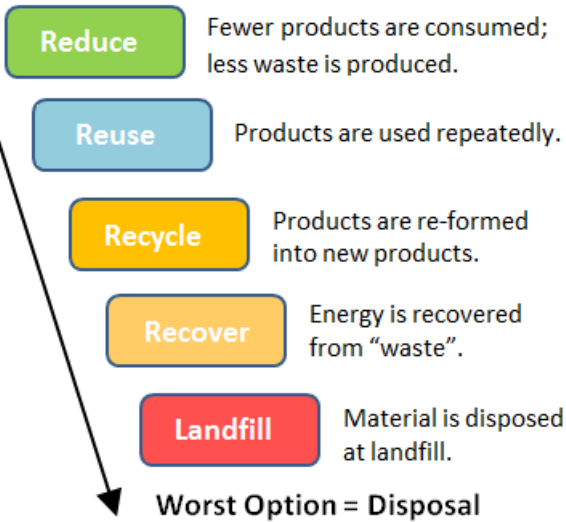 Reduce
Fewer products are consumed;
less waste is produced.
Reuse
Products are used repeatedly.
Recycle
Products are re-formed
into new products.
Recover
Energy is recovered
from “waste”.
Landfill
Material is disposed
at landfill.
Worst Option = Disposal